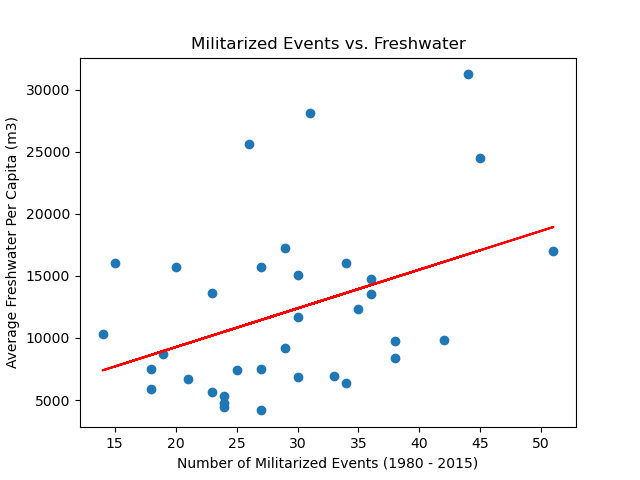 Militarized Events vs. Freshwater
30000
25000
20000
15000
10000
5000
Average Freshwater Per Capita (m3)
15 20 25 30 35 40 45 50
Number of Militarized Events (1980 - 2015)